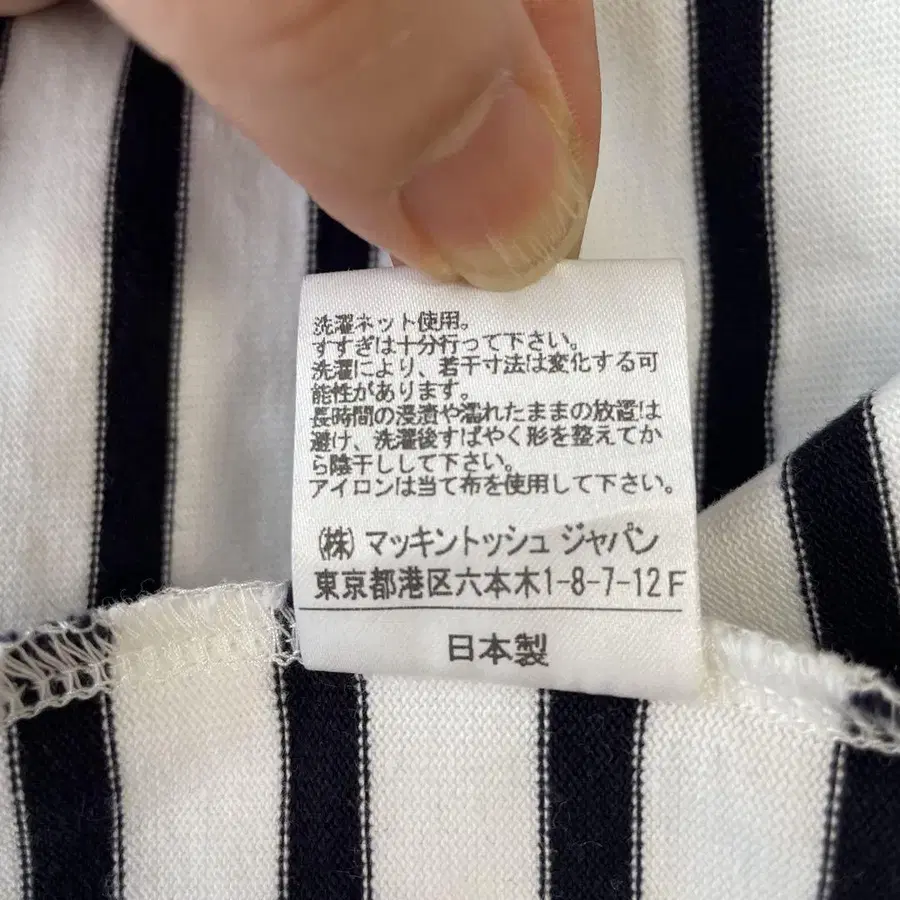 洗濯ネット使用。
すすぎは十分行って下さい。
洗濯により、若干寸法は変化する可
能性があります。
長時間の浸漬や濡れたままの放置は
避け、洗濯後すばやく形を整えてか
ら陰干しして下さい。
アイロンは当て布を使用して下さい。
㈱ マッキントッシュ ジャパン
東京都港区六本木1-8-7-12F
日本製